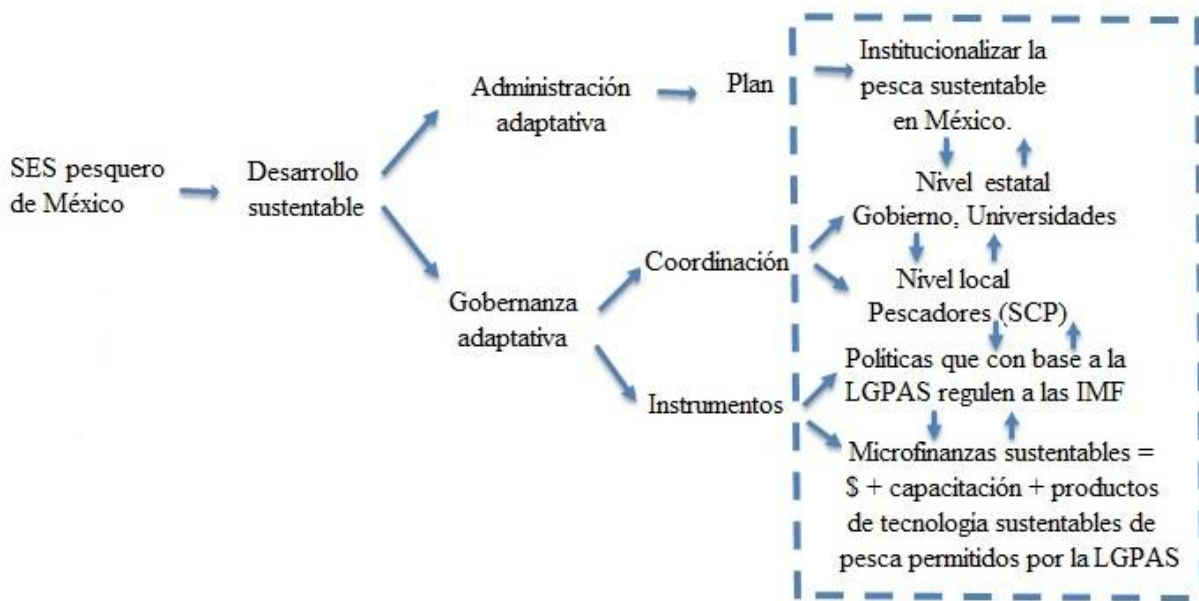 SES pesquero
de México
Desarrollo
sustentable
Administración
adaptativa
Plan
Gobernanza
adaptativa
Coordinación
Instrumentos
Institucionalizar la
pesca sustentable
en México.
Nivel estatal
Gobierno, Universidades
Nivel local
Pescadores (SCP)
Políticas que con base a la
LGPAS regulen a las IMF
Microfinanzas sustentables =
$ + capacitación + productos
de tecnología sustentables de
pesca permitidos por la LGPAS